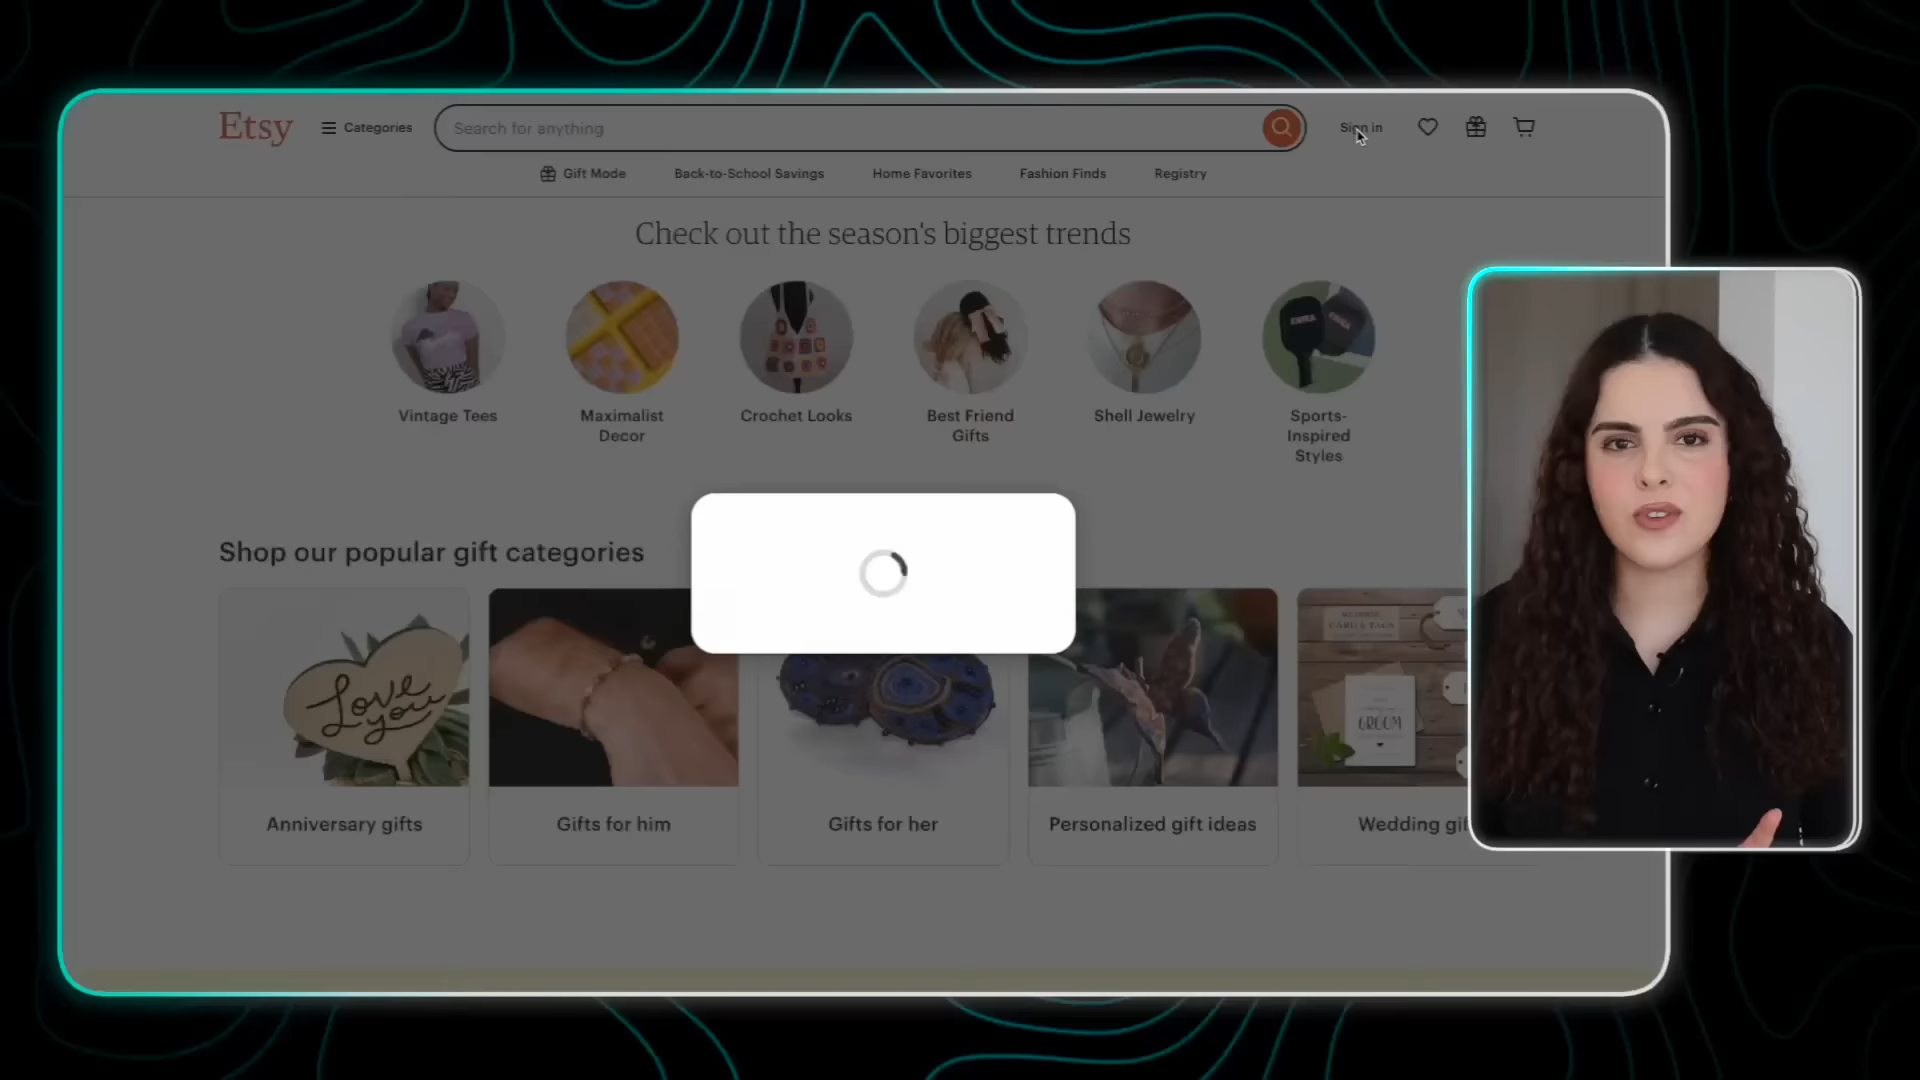 Etsy
Categories
Search for anything
Sign in
Gift Mode
Back-to-School Savings
Home Favorites
Fashion Finds
Registry
Check out the season's biggest trends
Vintage Tees
Maximalist
Decor
Crochet Looks
Best Friend
Gifts
Shell Jewelry
Sports-
Inspired
Styles
Shop our popular gift categories
Love
you
GROOM
Anniversary gifts
Gifts for him
Gifts for her
Personalized gift ideas
Wedding gif